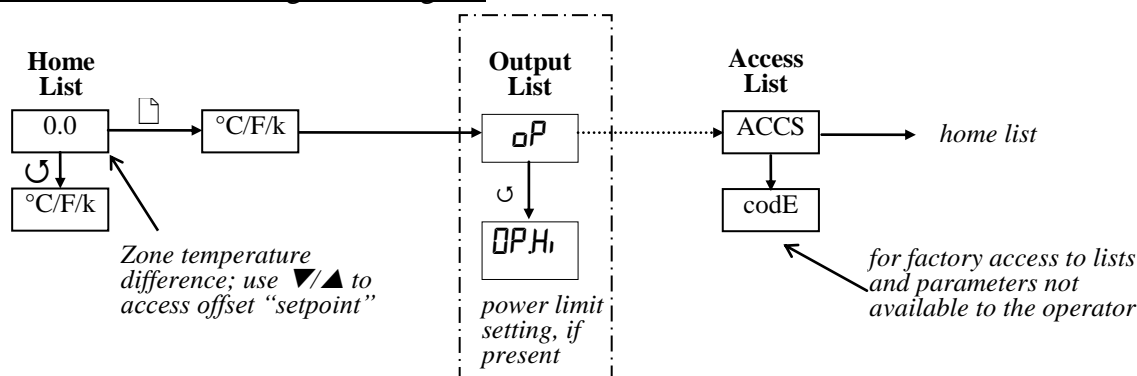 Home
List
0.0
°C/F/k
°C/F/k
Zone temperature
difference; use ▼/▲ to
access offset “setpoint”
Output
List
oP
OP.Hi
power limit
setting, if
present
Access
List
ACCS
home list
codE
for factory access to lists
and parameters not
available to the operator